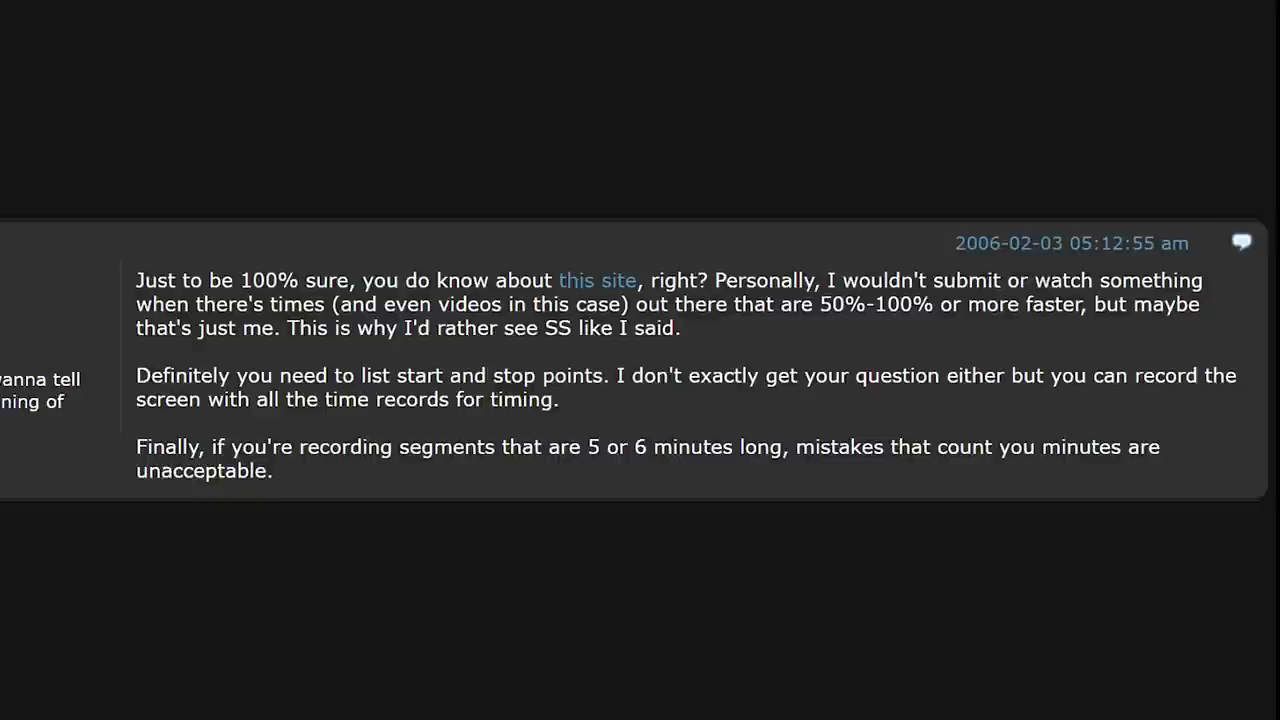 2006-02-03 05:12:55 am
Just to be 100% sure, you do know about this site, right? Personally, I wouldn't submit or watch something
when there's times (and even videos in this case) out there that are 50%-100% or more faster, but maybe
that's just me. This is why I'd rather see SS like I said.
Definitely you need to list start and stop points. I don't exactly get your question either but you can record the
screen with all the time records for timing.
Finally, if you're recording segments that are 5 or 6 minutes long, mistakes that count you minutes are
unacceptable.
tell
of